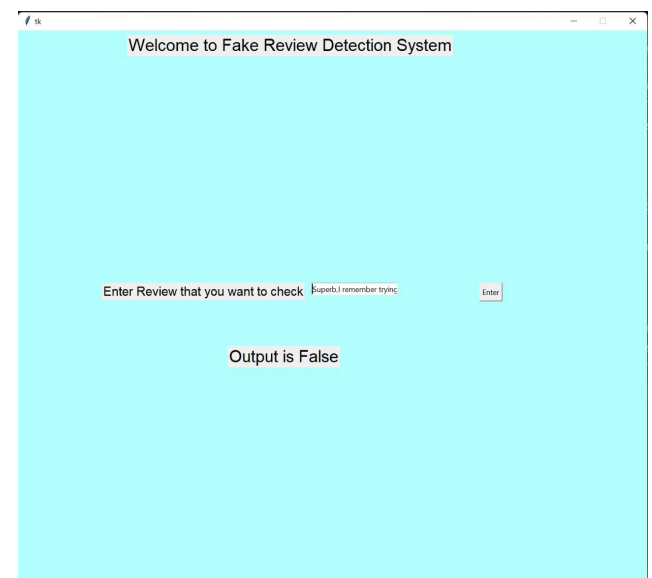 tk
Welcome to Fake Review Detection System
Enter Review that you want to check Superb,I remember trying Enter
Output is False